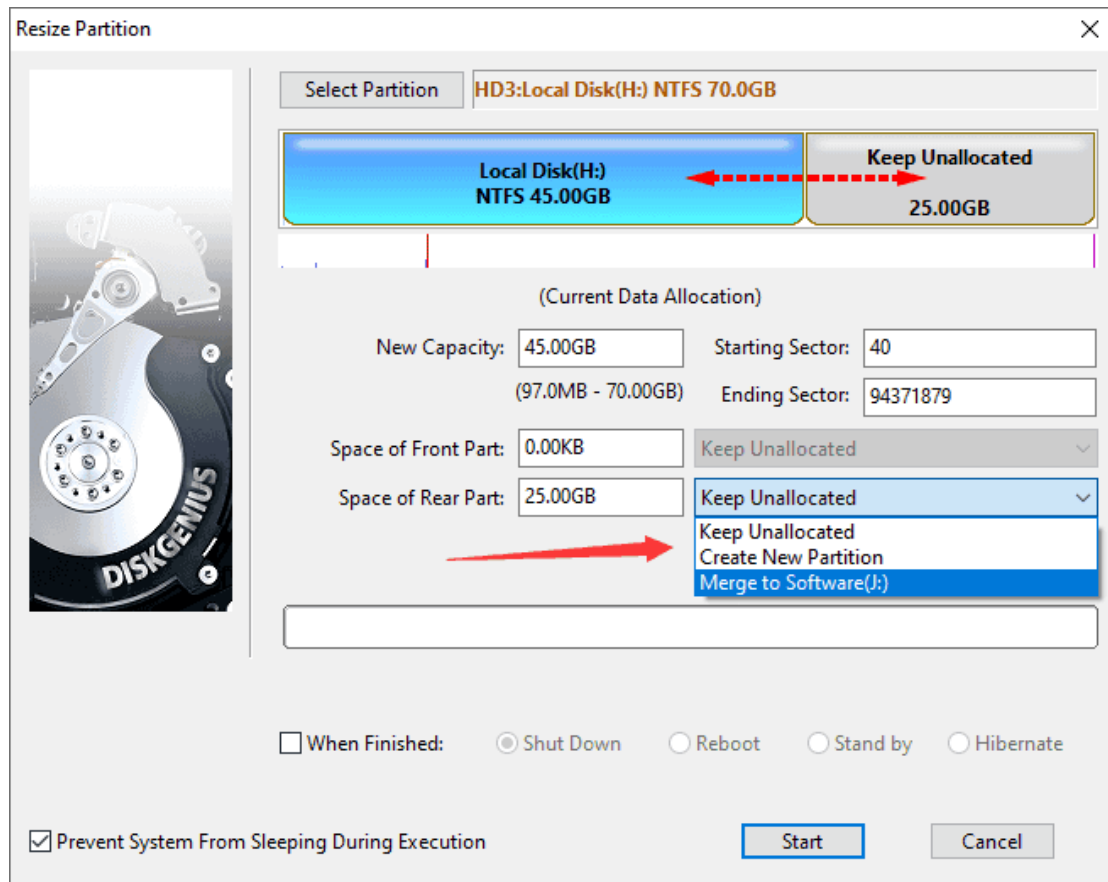 Resize Partition
Select Partition
HD3:Local Disk(H:) NTFS 70.0GB
Local Disk(H:)
NTFS 45.00GB
Keep Unallocated
25.00GB
(Current Data Allocation)
New Capacity: 45.00GB Starting Sector: 40
(97.0MB - 70.00GB) Ending Sector: 94371879
Space of Front Part: 0.00KB Keep Unallocated
Space of Rear Part: 25.00GB Keep Unallocated
Keep Unallocated
Create New Partition
Merge to Software(J:)
DISKGENIUS
When Finished: Shut Down Reboot Stand by Hibernate
Prevent System From Sleeping During Execution Start Cancel